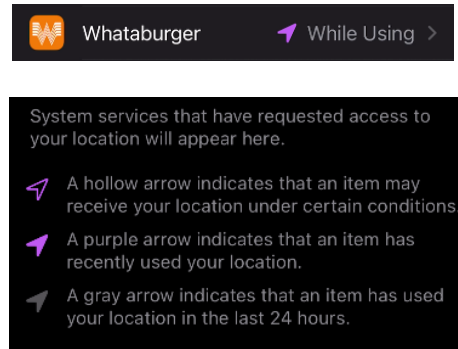 Whataburger While Using
System services that have requested access to
your location will appear here.
A hollow arrow indicates that an item may
receive your location under certain conditions.
A purple arrow indicates that an item has
recently used your location.
A gray arrow indicates that an item has used
your location in the last 24 hours.